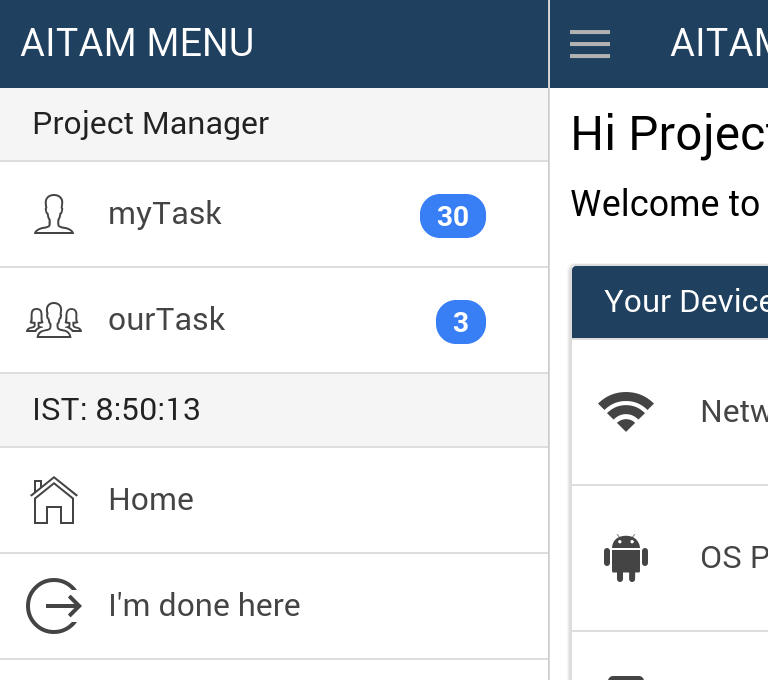 AITAM MENU
Project Manager
myTask 30
ourTask 3
IST: 8:50:13
Home
I'm done here
AITAM
Hi Project
Welcome to
Your Device
Netw
OS P